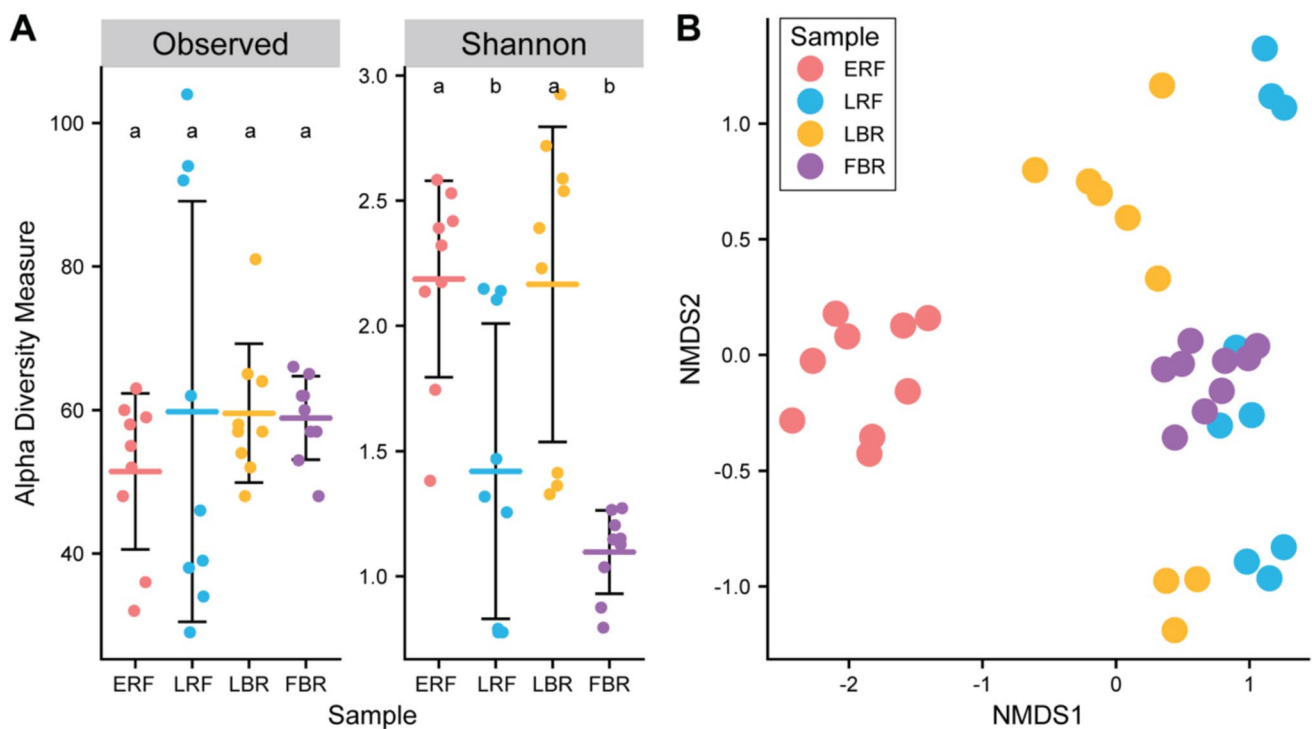 A
Observed
Shannon
Alpha Diversity Measure
100
80
60
40
a a a a
3.0
2.5
2.0
1.5
1.0
a b a b
ERF LRF LBR FBR
ERF LRF LBR FBR
Sample
B
Sample
ERF
LRF
LBR
FBR
NMDS2
1.0
0.5
0.0
-0.5
-1.0
-2 -1 0 1
NMDS1